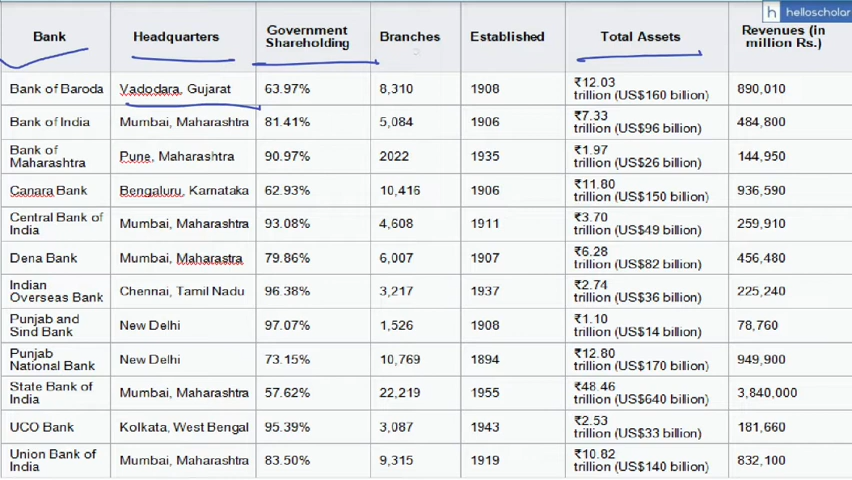 helloscholar
Bank Headquarters Government Shareholding Branches Established Total Assets Revenues (in million Rs.)
Bank of Baroda Vadodara, Gujarat 63.97% 8,310 1908 ₹12.03 trillion (US$160 billion) 890,010
Bank of India Mumbai, Maharashtra 81.41% 5,084 1906 ₹7.33 trillion (US$96 billion) 484,800
Bank of Maharashtra Pune, Maharashtra 90.97% 2022 1935 ₹1.97 trillion (US$26 billion) 144,950
Canara Bank Bengaluru, Karnataka 62.93% 10,416 1906 ₹11.80 trillion (US$150 billion) 936,590
Central Bank of India Mumbai, Maharashtra 93.08% 4,608 1911 ₹3.70 trillion (US$49 billion) 259,910
Dena Bank Mumbai, Maharastra 79.86% 6,007 1907 ₹6.28 trillion (US$82 billion) 456,480
Indian Overseas Bank Chennai, Tamil Nadu 96.38% 3,217 1937 ₹2.74 trillion (US$36 billion) 225,240
Punjab and Sind Bank New Delhi 97.07% 1,526 1908 ₹1.10 trillion (US$14 billion) 78,760
Punjab National Bank New Delhi 73.15% 10,769 1894 ₹12.80 trillion (US$170 billion) 949,900
State Bank of India Mumbai, Maharashtra 57.62% 22,219 1955 ₹48.46 trillion (US$640 billion) 3,840,000
UCO Bank Kolkata, West Bengal 95.39% 3,087 1943 ₹2.53 trillion (US$33 billion) 181,660
Union Bank of India Mumbai, Maharashtra 83.50% 9,315 1919 ₹10.82 trillion (US$140 billion) 832,100